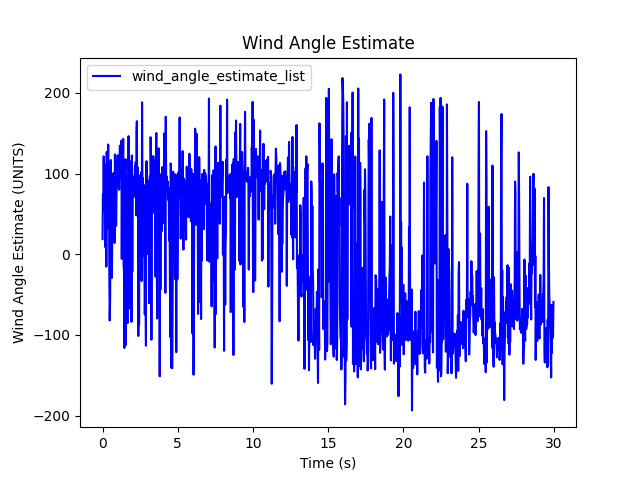 Wind Angle Estimate
wind_angle_estimate_list
Wind Angle Estimate (UNITS)
200
100
0
−100
−200
0 5 10 15 20 25 30
Time (s)